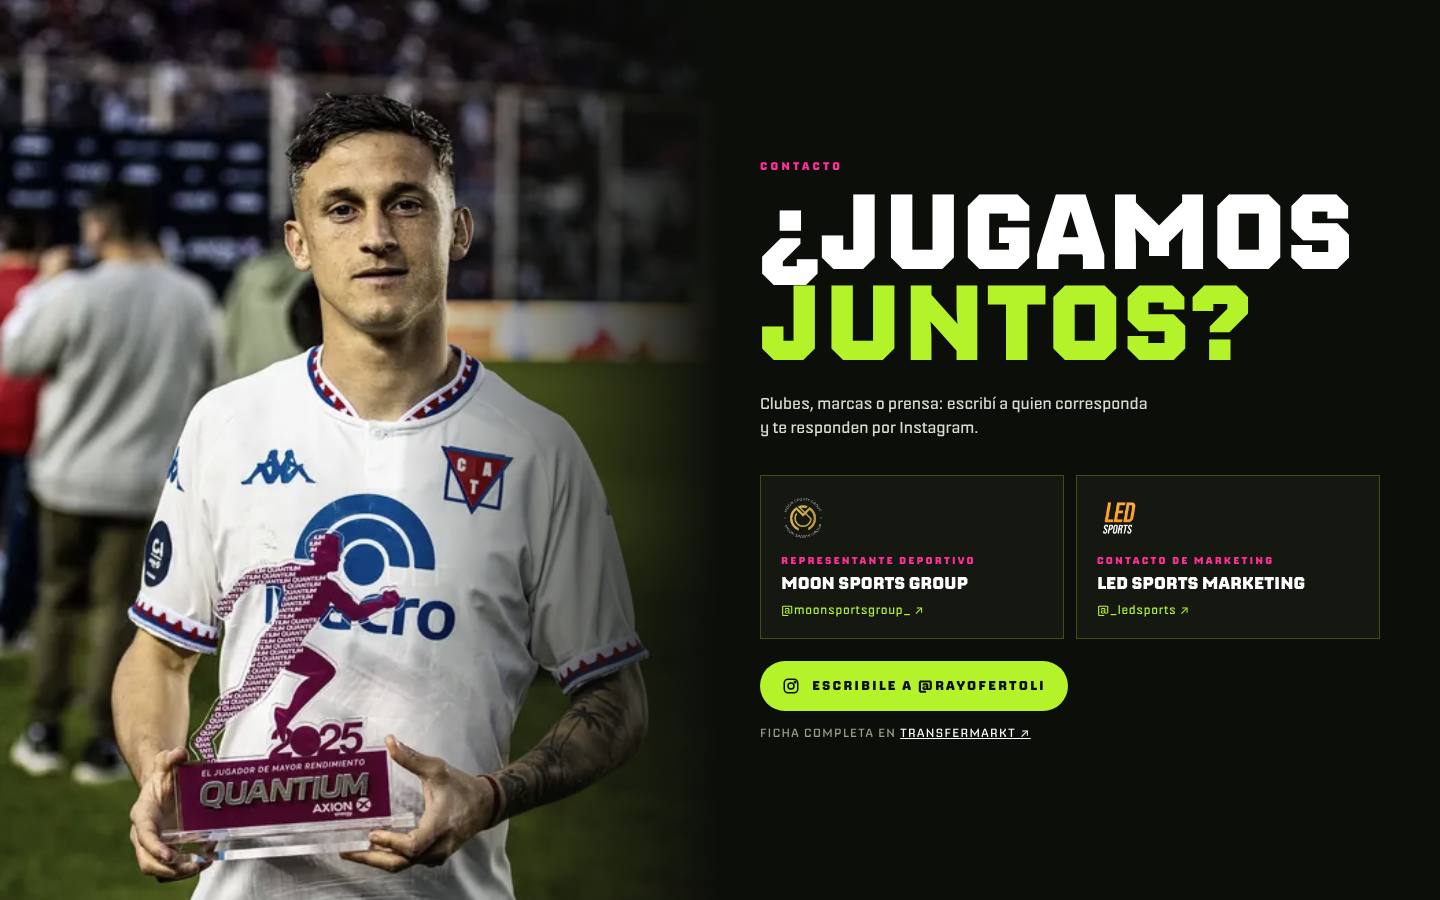 CONTACTO
¿JUGAMOS
JUNTOS?
Clubes, marcas o prensa: escribí a quien corresponda
y te responden por Instagram.
LED
SPORTS
REPRESENTANTE DEPORTIVO
MOON SPORTS GROUP
@moonsportsgroup_ ↗
CONTACTO DE MARKETING
LED SPORTS MARKETING
@_ledsports ↗
ESCRIBILE A @RAYOFERTOLI
FICHA COMPLETA EN TRANSFERMARKT ↗
C A
T
2025
EL JUGADOR DE MAYOR RENDIMIENTO
QUANTIUM
AXION
energy